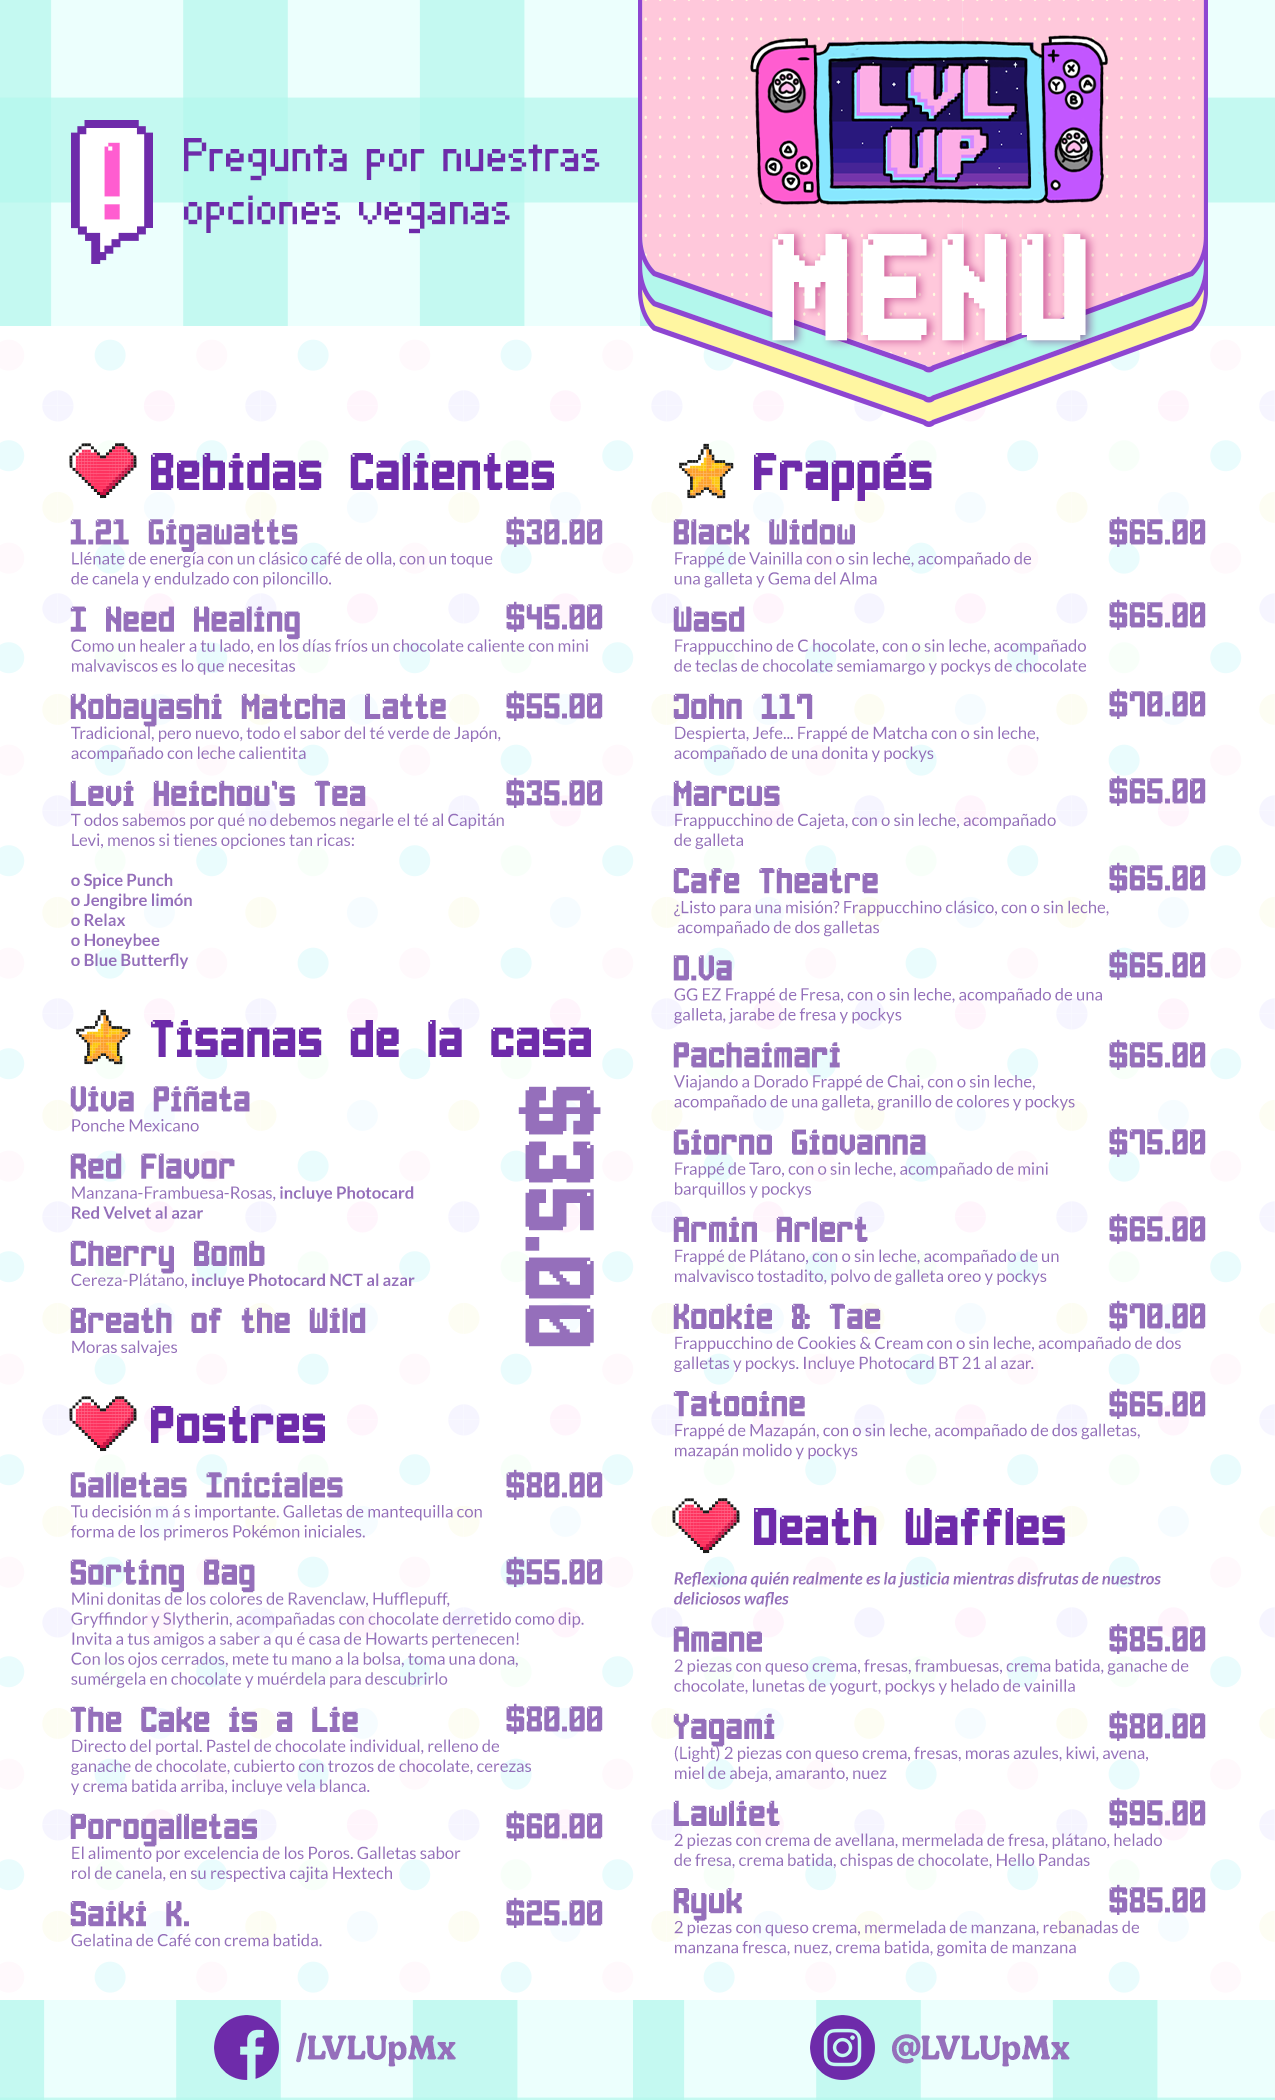 Pregunta por nuestras
opciones veganas
LVL
UP
X
Y
A
B
MENU
Bebidas Calientes
1.21 Gigawatts $30.00
Llénate de energía con un clásico café de olla, con un toque
de canela y endulzado con piloncillo.
I Need Healing $45.00
Como un healer a tu lado, en los días fríos un chocolate caliente con mini
malvaviscos es lo que necesitas
Kobayashi Matcha Latte $55.00
Tradicional, pero nuevo, todo el sabor del té verde de Japón,
acompañado con leche calientita
Levi Heichou's Tea $35.00
T odos sabemos por qué no debemos negarle el té al Capitán
Levi, menos si tienes opciones tan ricas:
o Spice Punch
o Jengibre limón
o Relax
o Honeybee
o Blue Butterfly
Tisanas de la casa
$35.00
Viva Piñata
Ponche Mexicano
Red Flavor
Manzana-Frambuesa-Rosas, incluye Photocard
Red Velvet al azar
Cherry Bomb
Cereza-Plátano, incluye Photocard NCT al azar
Breath of the Wild
Moras salvajes
Postres
Galletas Iniciales $80.00
Tu decisión m á s importante. Galletas de mantequilla con
forma de los primeros Pokémon iniciales.
Sorting Bag $55.00
Mini donitas de los colores de Ravenclaw, Hufflepuff,
Gryffindor y Slytherin, acompañadas con chocolate derretido como dip.
Invita a tus amigos a saber a qu é casa de Howarts pertenecen!
Con los ojos cerrados, mete tu mano a la bolsa, toma una dona,
sumérgela en chocolate y muérdela para descubrirlo
The Cake is a Lie $80.00
Directo del portal. Pastel de chocolate individual, relleno de
ganache de chocolate, cubierto con trozos de chocolate, cerezas
y crema batida arriba, incluye vela blanca.
Porogalletas $60.00
El alimento por excelencia de los Poros. Galletas sabor
rol de canela, en su respectiva cajita Hextech
Saiki K. $25.00
Gelatina de Café con crema batida.
Frappés
Black Widow $65.00
Frappé de Vainilla con o sin leche, acompañado de
una galleta y Gema del Alma
Wasd $65.00
Frappucchino de C hocolate, con o sin leche, acompañado
de teclas de chocolate semiamargo y pockys de chocolate
John 117 $70.00
Despierta, Jefe... Frappé de Matcha con o sin leche,
acompañado de una donita y pockys
Marcus $65.00
Frappucchino de Cajeta, con o sin leche, acompañado
de galleta
Cafe Theatre $65.00
¿Listo para una misión? Frappucchino clásico, con o sin leche,
acompañado de dos galletas
D.Va $65.00
GG EZ Frappé de Fresa, con o sin leche, acompañado de una
galleta, jarabe de fresa y pockys
Pachaimari $65.00
Viajando a Dorado Frappé de Chai, con o sin leche,
acompañado de una galleta, granillo de colores y pockys
Giorno Giovanna $75.00
Frappé de Taro, con o sin leche, acompañado de mini
barquillos y pockys
Armin Arlert $65.00
Frappé de Plátano, con o sin leche, acompañado de un
malvavisco tostadito, polvo de galleta oreo y pockys
Kookie & Tae $70.00
Frappucchino de Cookies & Cream con o sin leche, acompañado de dos
galletas y pockys. Incluye Photocard BT 21 al azar.
Tatooine $65.00
Frappé de Mazapán, con o sin leche, acompañado de dos galletas,
mazapán molido y pockys
Death Waffles
Reflexiona quién realmente es la justicia mientras disfrutas de nuestros
deliciosos wafles
Amane $85.00
2 piezas con queso crema, fresas, frambuesas, crema batida, ganache de
chocolate, lunetas de yogurt, pockys y helado de vainilla
Yagami $80.00
(Light) 2 piezas con queso crema, fresas, moras azules, kiwi, avena,
miel de abeja, amaranto, nuez
Lawliet $95.00
2 piezas con crema de avellana, mermelada de fresa, plátano, helado
de fresa, crema batida, chispas de chocolate, Hello Pandas
Ryuk $85.00
2 piezas con queso crema, mermelada de manzana, rebanadas de
manzana fresca, nuez, crema batida, gomita de manzana
/LVLUpMx
@LVLUpMx